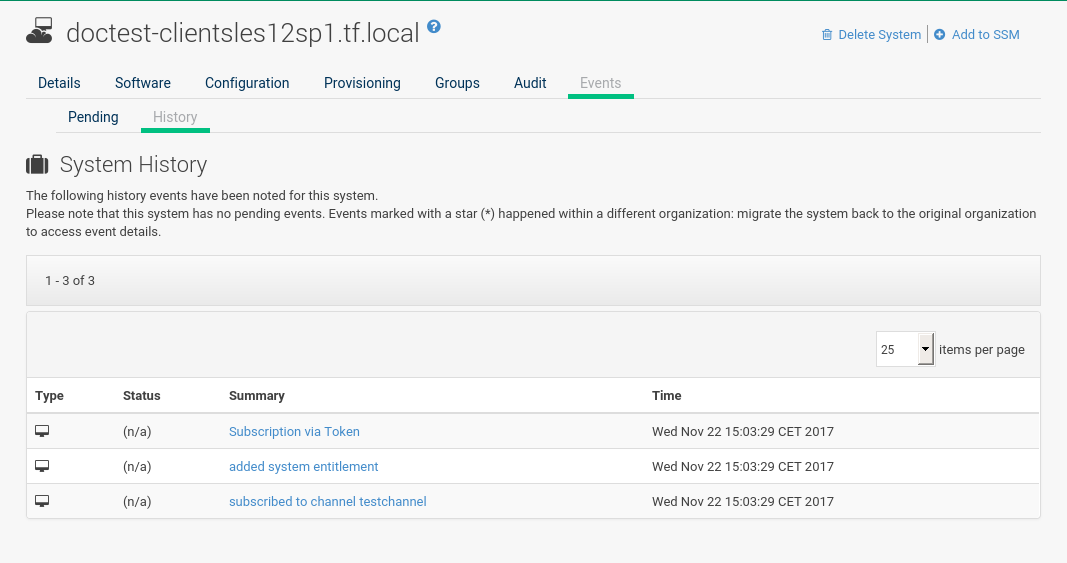 doctest-clientsles12sp1.tf.local ?
Delete System | Add to SSM
Details Software Configuration Provisioning Groups Audit Events
Pending History
System History
The following history events have been noted for this system.
Please note that this system has no pending events. Events marked with a star (*) happened within a different organization: migrate the system back to the original organization
to access event details.
1 - 3 of 3
25 items per page
Type Status Summary Time
(n/a) Subscription via Token Wed Nov 22 15:03:29 CET 2017
(n/a) added system entitlement Wed Nov 22 15:03:29 CET 2017
(n/a) subscribed to channel testchannel Wed Nov 22 15:03:29 CET 2017